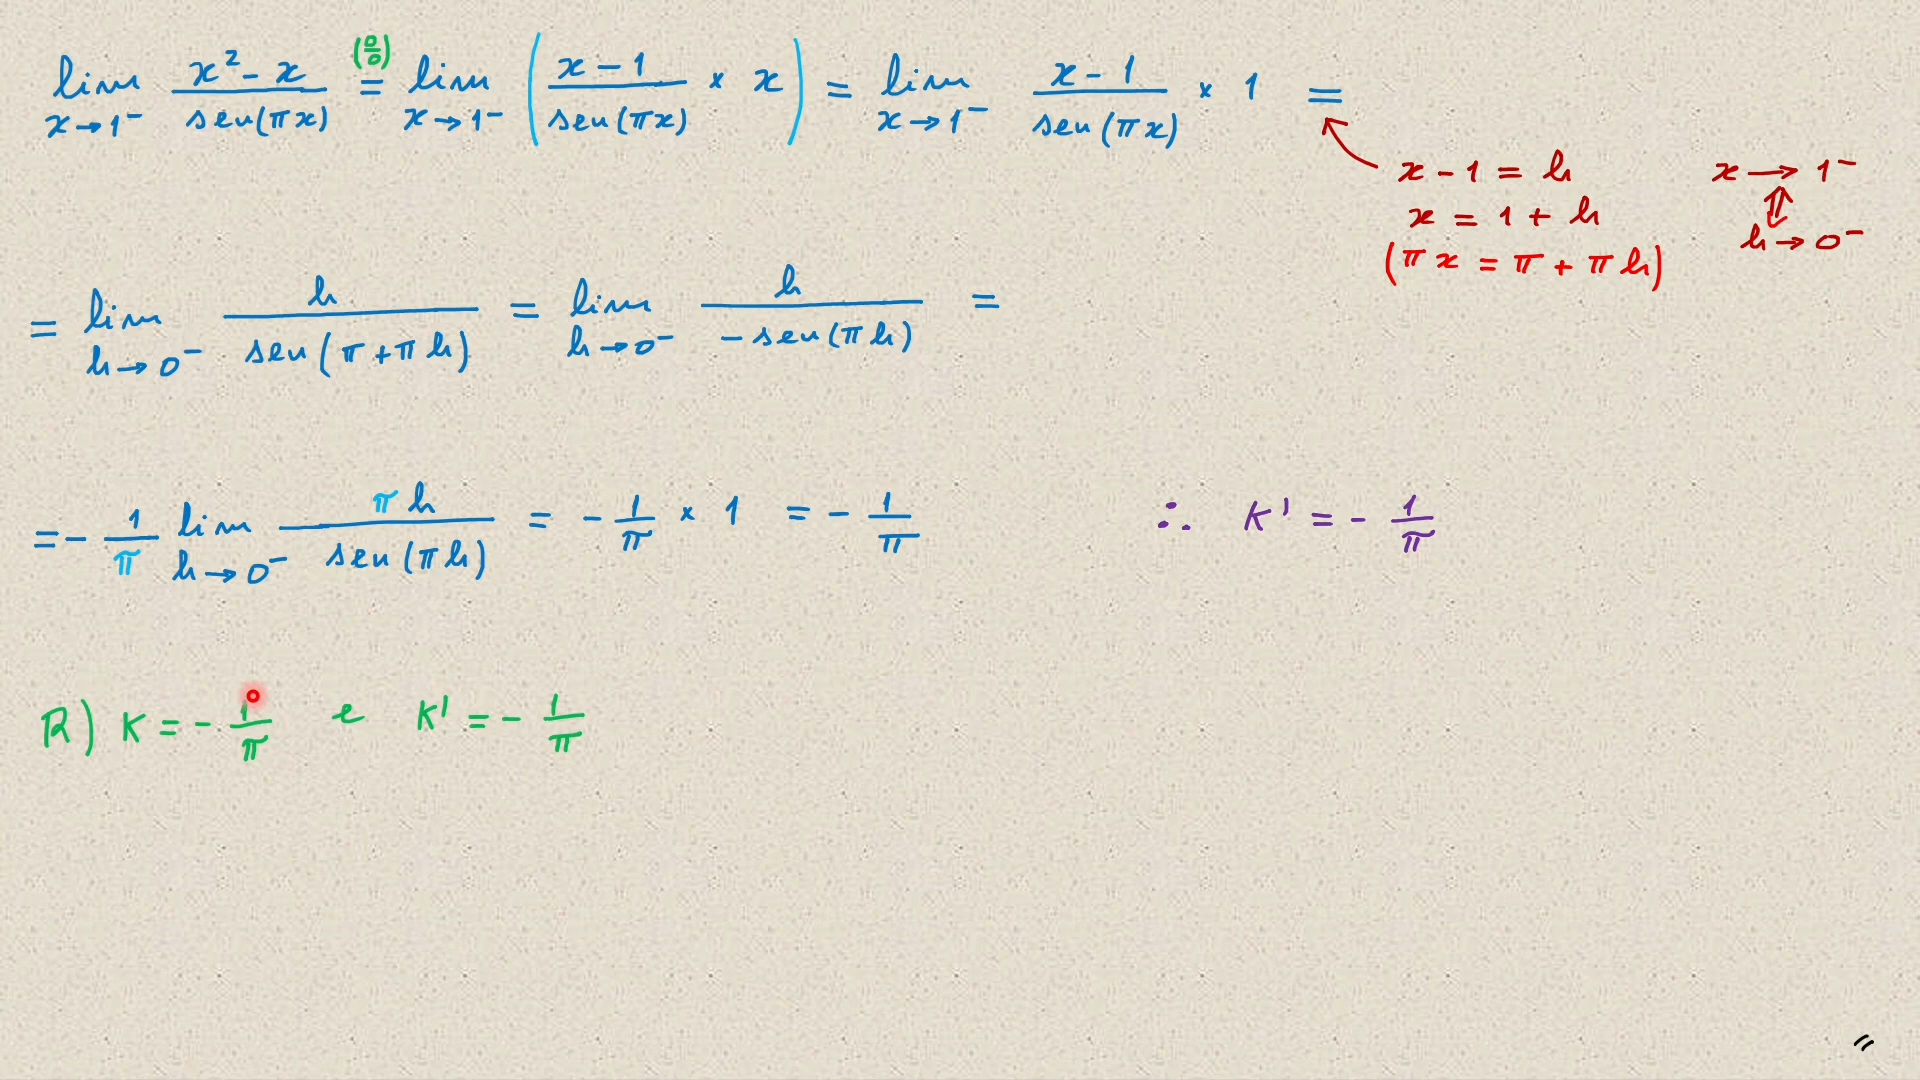 lim x→1⁻ (x² - x)/(sen(πx)) =(0/0) lim x→1⁻ ((x - 1)/(sen(πx)) × x) = lim x→1⁻ (x - 1)/(sen(πx)) × 1 =
x - 1 = h x → 1⁻
x = 1 + h ⇕
(πx = π + πh) h → 0⁻
= lim h→0⁻ h/(sen(π + πh)) = lim h→0⁻ h/(- sen(πh)) =
= - 1/π lim h→0⁻ πh/(sen(πh)) = - 1/π × 1 = - 1/π ∴ K' = - 1/π
R) K = - 1/π e K' = - 1/π